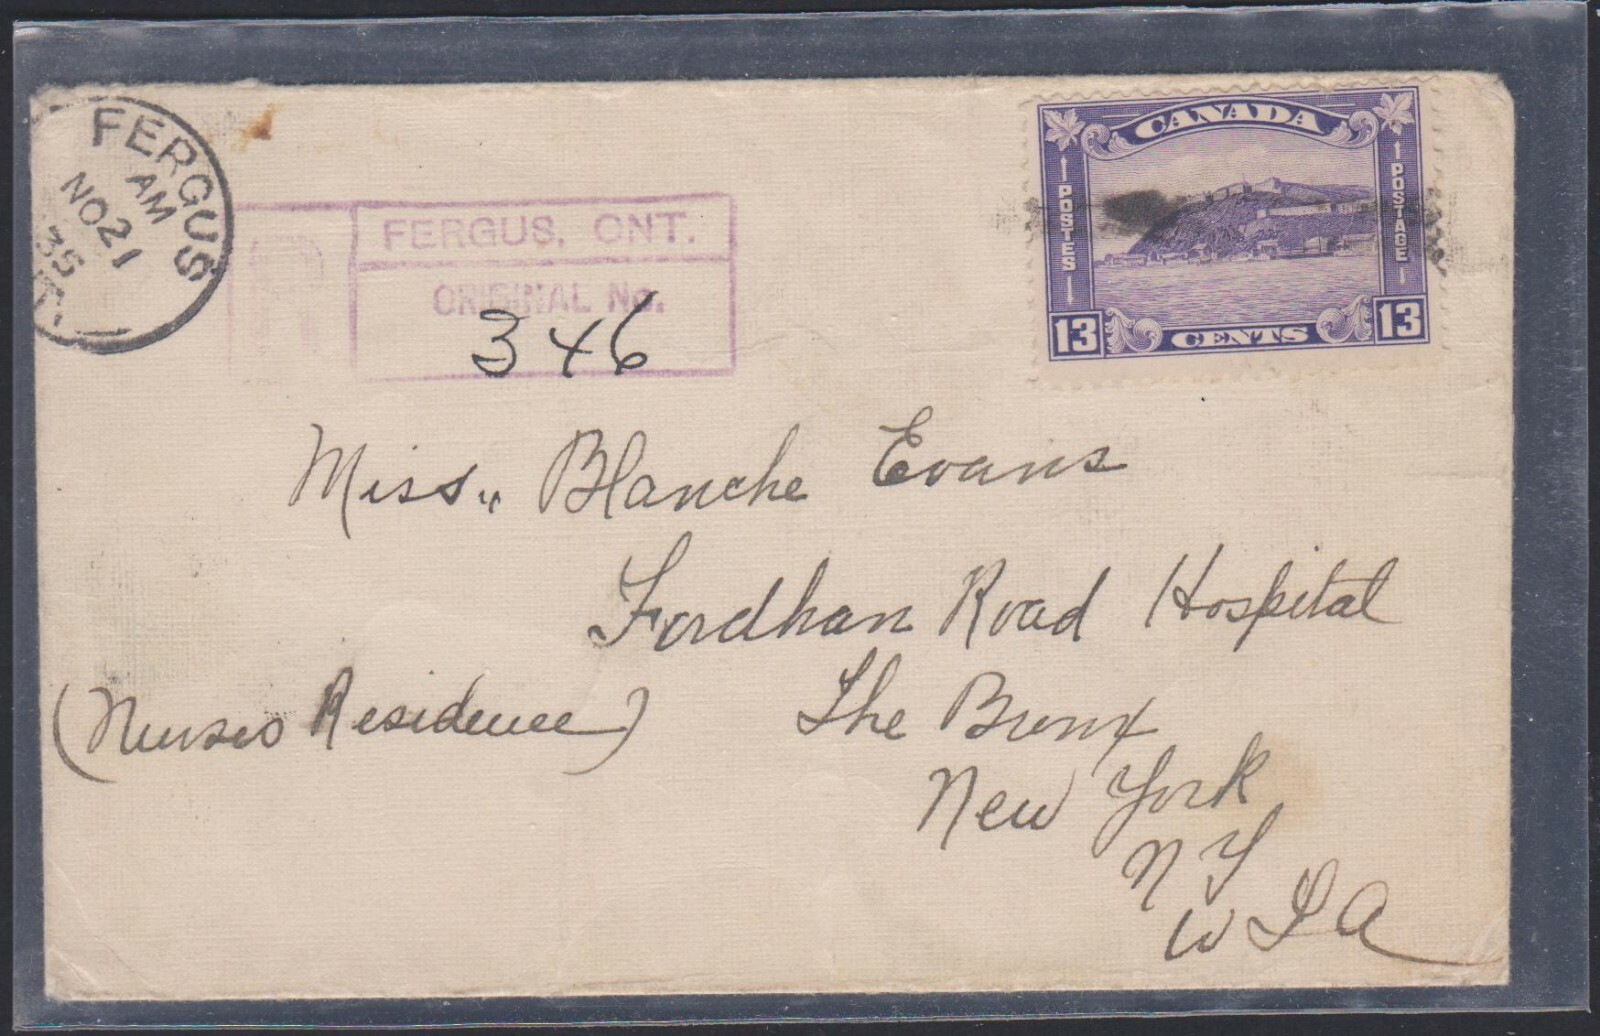 FERGUS
AM
NO 21
35
R
FERGUS, ONT.
ORIGINAL No.
346
CANADA
POSTES
POSTAGE
13 CENTS 13
Miss Blanche Evans
Fordhan Road Hospital
(Nurses Residence)
The Bronx
New York
N Y
U S A